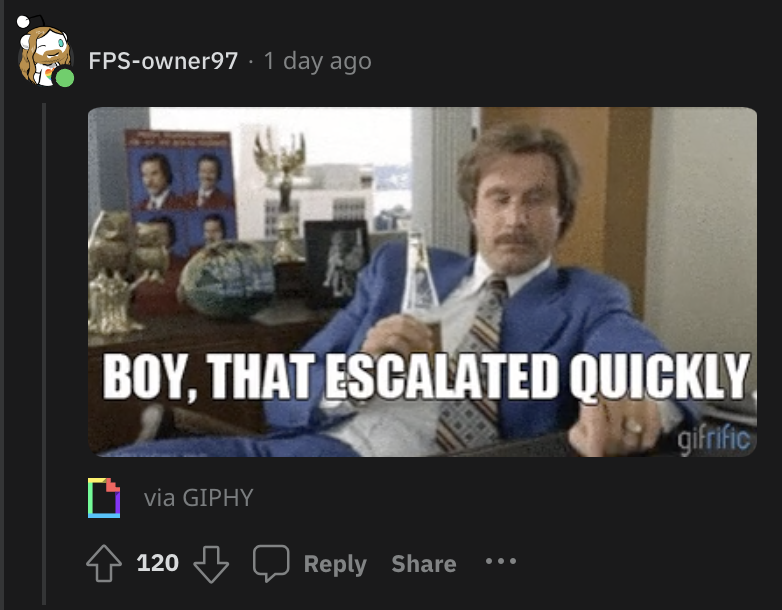 FPS-owner97 · 1 day ago
BOY, THAT ESCALATED QUICKLY
gifrific
via GIPHY
120 Reply Share ···